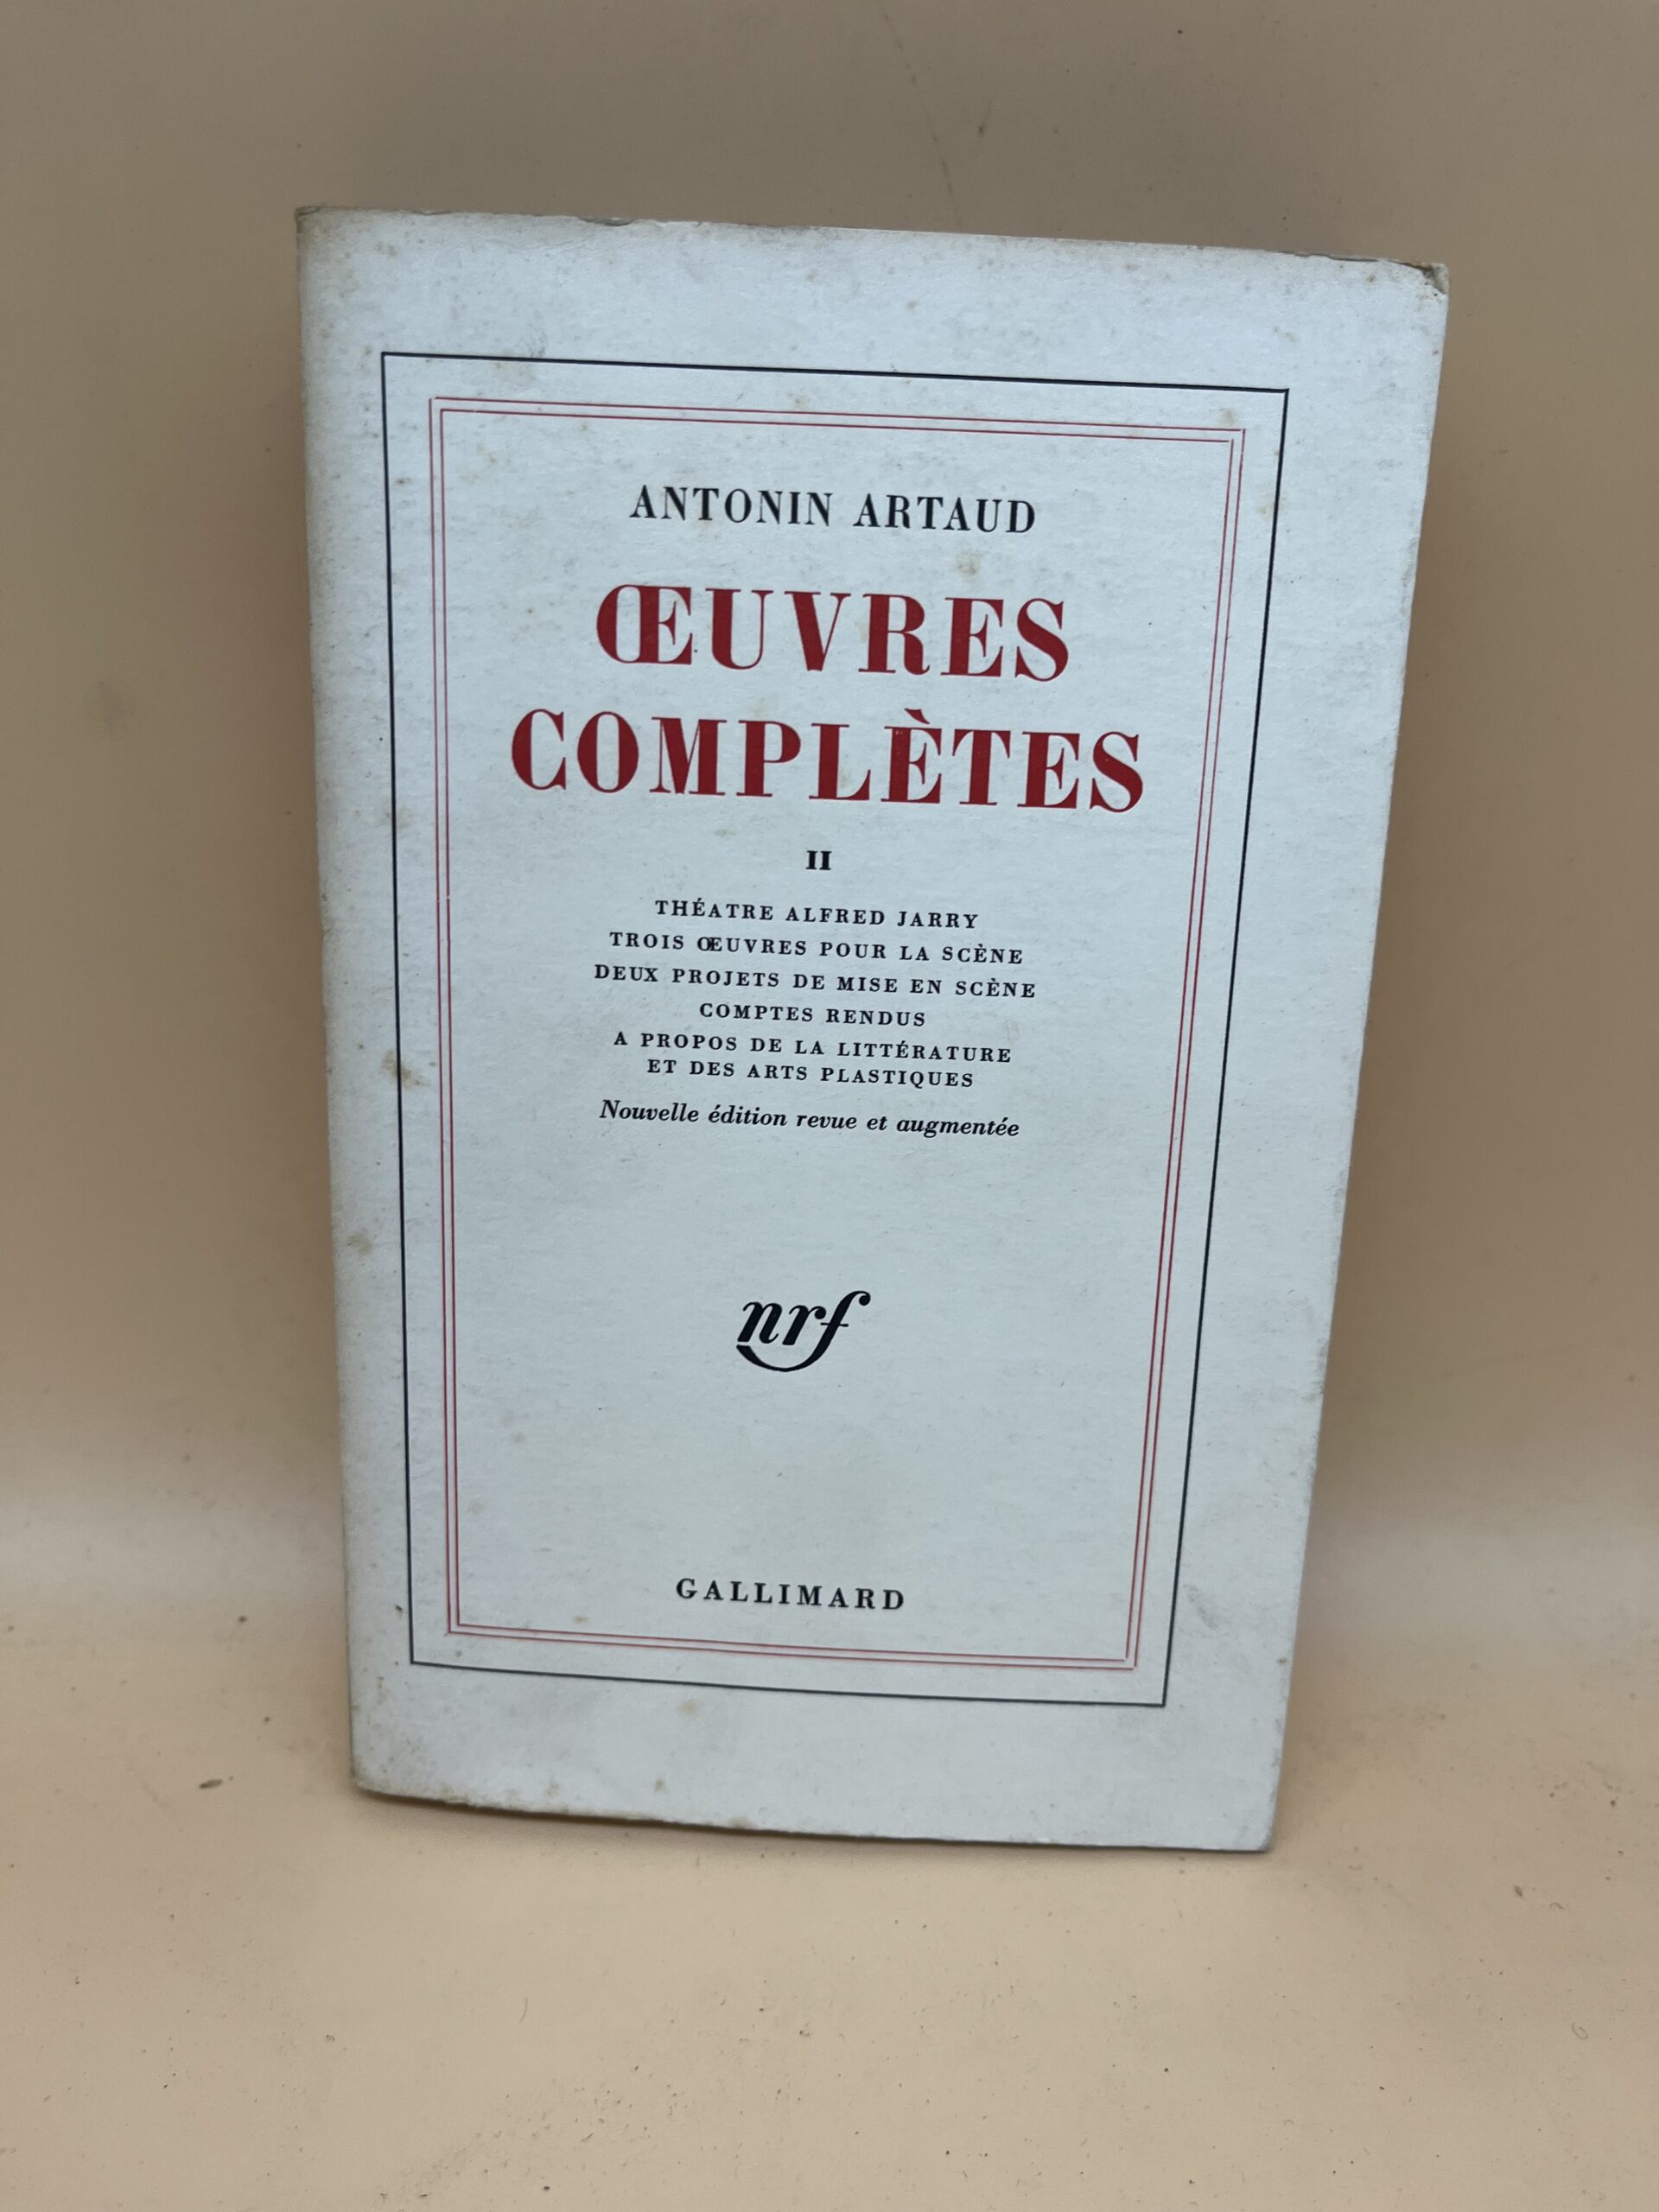 ANTONIN ARTAUD
ŒUVRES
COMPLÈTES
II
THÉATRE ALFRED JARRY
TROIS ŒUVRES POUR LA SCÈNE
DEUX PROJETS DE MISE EN SCÈNE
COMPTES RENDUS
A PROPOS DE LA LITTÉRATURE
ET DES ARTS PLASTIQUES
Nouvelle édition revue et augmentée
nrf
GALLIMARD